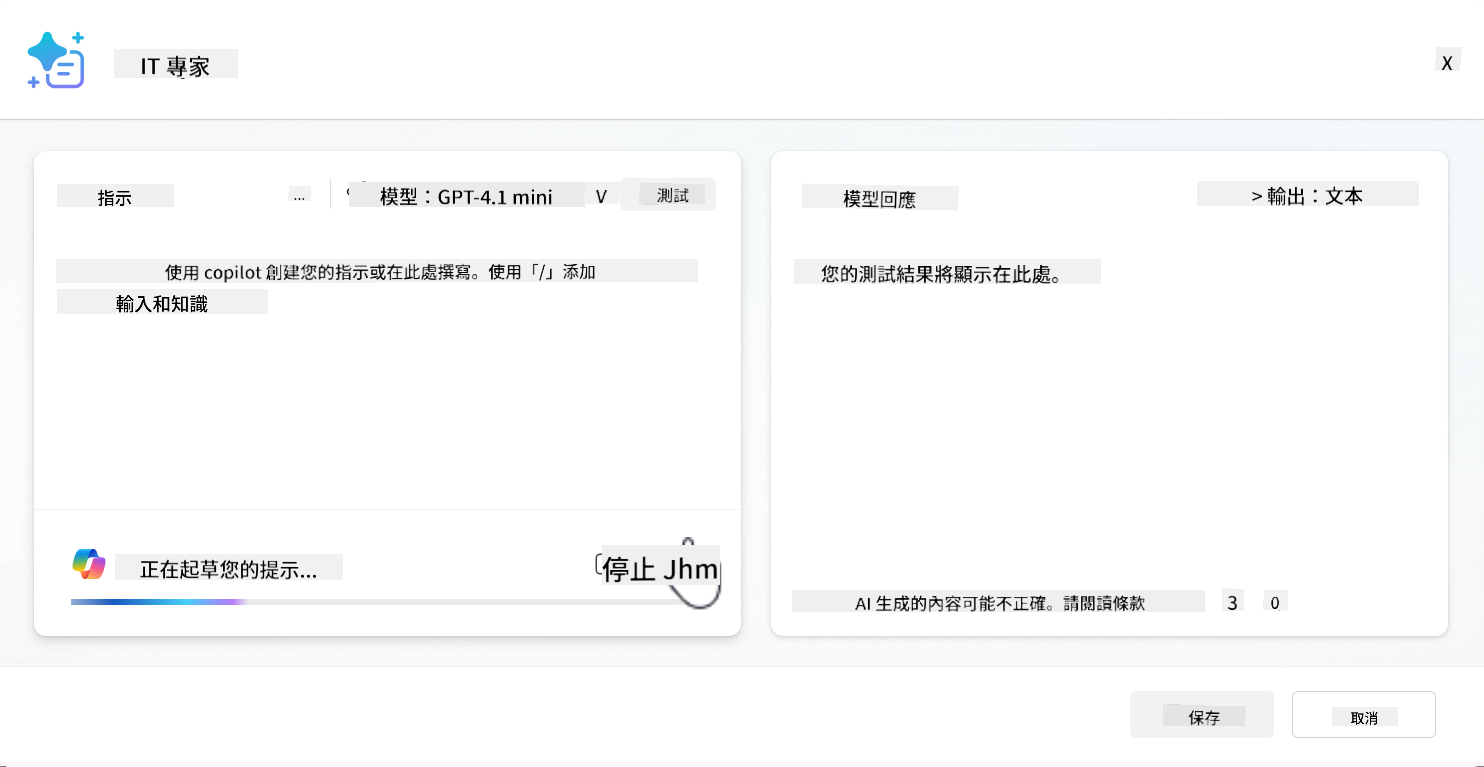 IT 專家
X
指示
...
模型：GPT-4.1 mini
V
測試
使用 copilot 創建您的指示或在此處撰寫。使用「/」添加
輸入和知識
正在起草您的提示...
停止 Jhm
模型回應
> 輸出：文本
您的測試結果將顯示在此處。
AI 生成的內容可能不正確。請閱讀條款
3
0
保存
取消